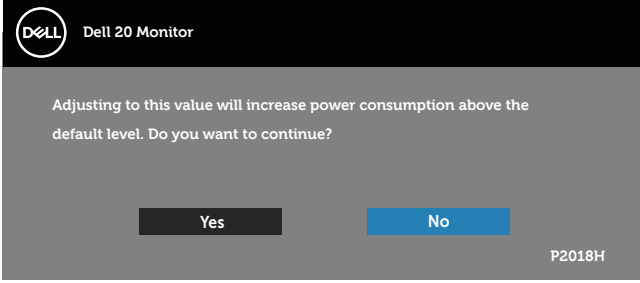 DELL
Dell 20 Monitor
Adjusting to this value will increase power consumption above the
default level. Do you want to continue?
Yes
No
P2018H